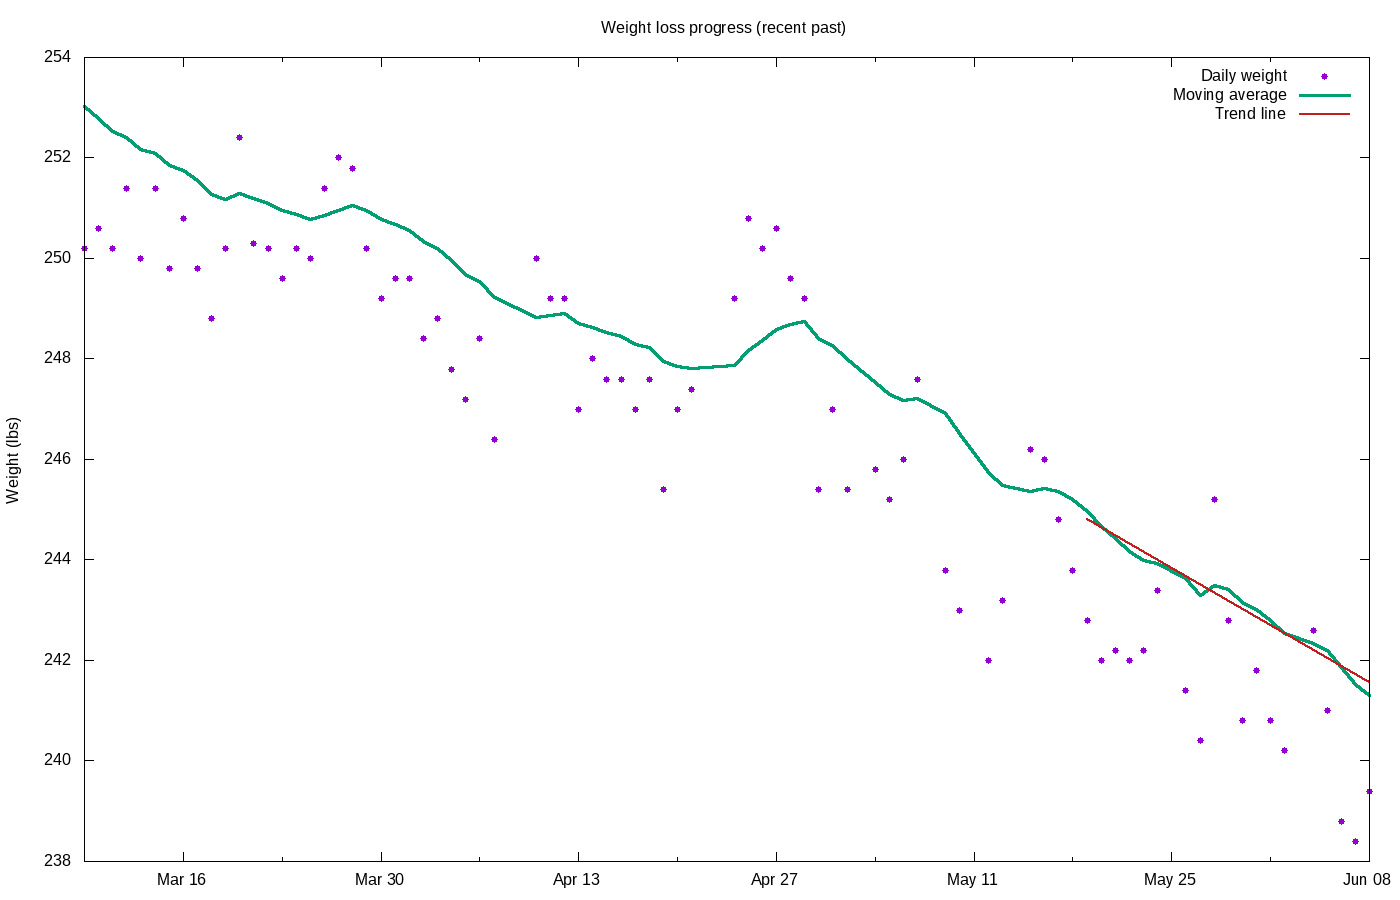 Weight loss progress (recent past)
254
252
250
248
246
244
242
240
238
Weight (lbs)
Daily weight
Moving average
Trend line
Mar 16 Mar 30 Apr 13 Apr 27 May 11 May 25 Jun 08